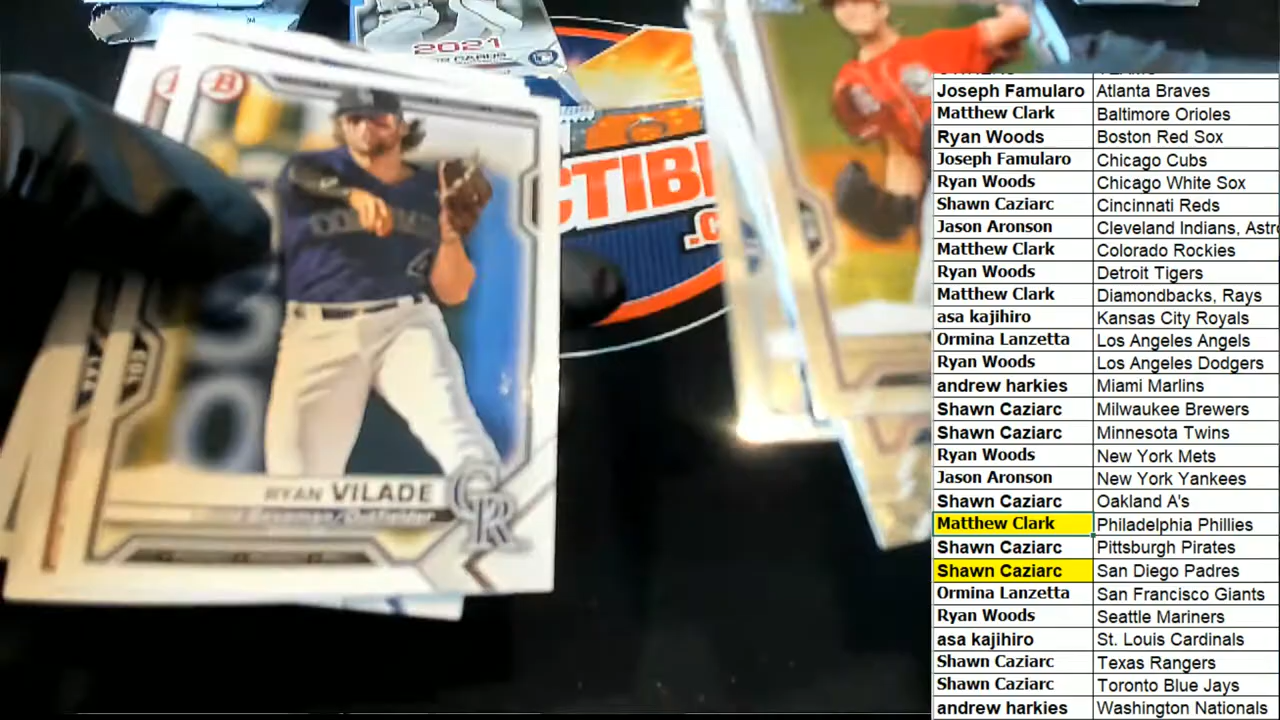 2021
CTIB
.C
B
RYAN VILADE
CR
Joseph Famularo Atlanta Braves
Matthew Clark Baltimore Orioles
Ryan Woods Boston Red Sox
Joseph Famularo Chicago Cubs
Ryan Woods Chicago White Sox
Shawn Caziarc Cincinnati Reds
Jason Aronson Cleveland Indians, Astro
Matthew Clark Colorado Rockies
Ryan Woods Detroit Tigers
Matthew Clark Diamondbacks, Rays
asa kajihiro Kansas City Royals
Ormina Lanzetta Los Angeles Angels
Ryan Woods Los Angeles Dodgers
andrew harkies Miami Marlins
Shawn Caziarc Milwaukee Brewers
Shawn Caziarc Minnesota Twins
Ryan Woods New York Mets
Jason Aronson New York Yankees
Shawn Caziarc Oakland A's
Matthew Clark Philadelphia Phillies
Shawn Caziarc Pittsburgh Pirates
Shawn Caziarc San Diego Padres
Ormina Lanzetta San Francisco Giants
Ryan Woods Seattle Mariners
asa kajihiro St. Louis Cardinals
Shawn Caziarc Texas Rangers
Shawn Caziarc Toronto Blue Jays
andrew harkies Washington Nationals